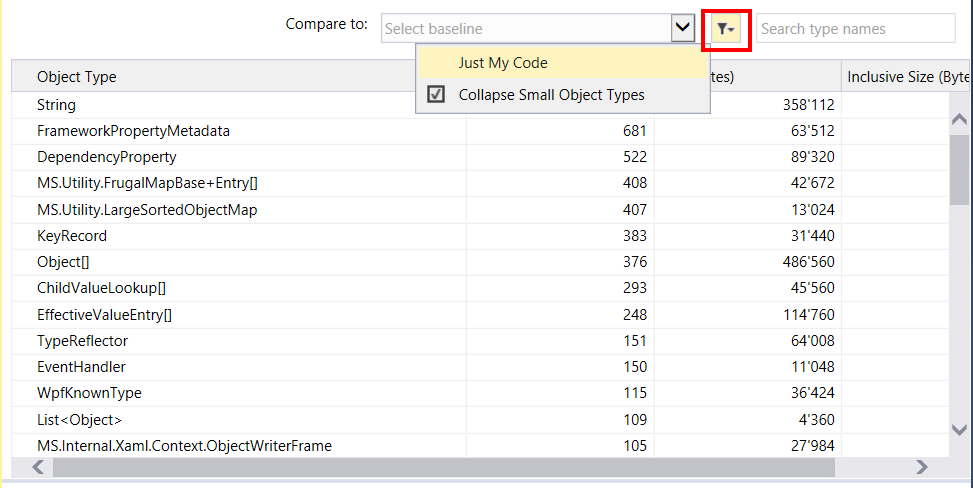 Compare to: Select baseline Search type names
Just My Code
Collapse Small Object Types
Object Type tes) Inclusive Size (Byte
String 358'112
FrameworkPropertyMetadata 681 63'512
DependencyProperty 522 89'320
MS.Utility.FrugalMapBase+Entry[] 408 42'672
MS.Utility.LargeSortedObjectMap 407 13'024
KeyRecord 383 31'440
Object[] 376 486'560
ChildValueLookup[] 293 45'560
EffectiveValueEntry[] 248 114'760
TypeReflector 151 64'008
EventHandler 150 11'048
WpfKnownType 115 36'424
List<Object> 109 4'360
MS.Internal.Xaml.Context.ObjectWriterFrame 105 27'984